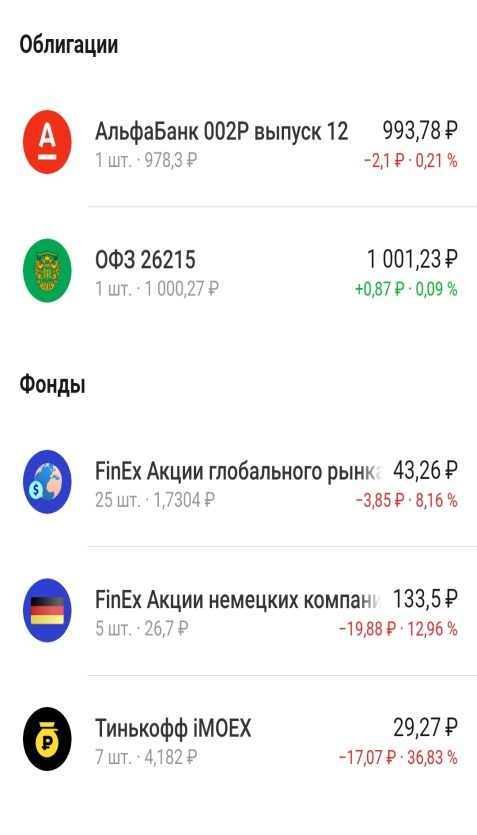 Облигации
АльфаБанк 002Р выпуск 12 993,78 ₽
1 шт. · 978,3 ₽ −2,1 ₽ · 0,21 %
ОФЗ 26215 1 001,23 ₽
1 шт. · 1 000,27 ₽ +0,87 ₽ · 0,09 %
Фонды
FinEx Акции глобального рынка 43,26 ₽
25 шт. · 1,7304 ₽ −3,85 ₽ · 8,16 %
FinEx Акции немецких компани 133,5 ₽
5 шт. · 26,7 ₽ −19,88 ₽ · 12,96 %
Тинькофф iMOEX 29,27 ₽
7 шт. · 4,182 ₽ −17,07 ₽ · 36,83 %